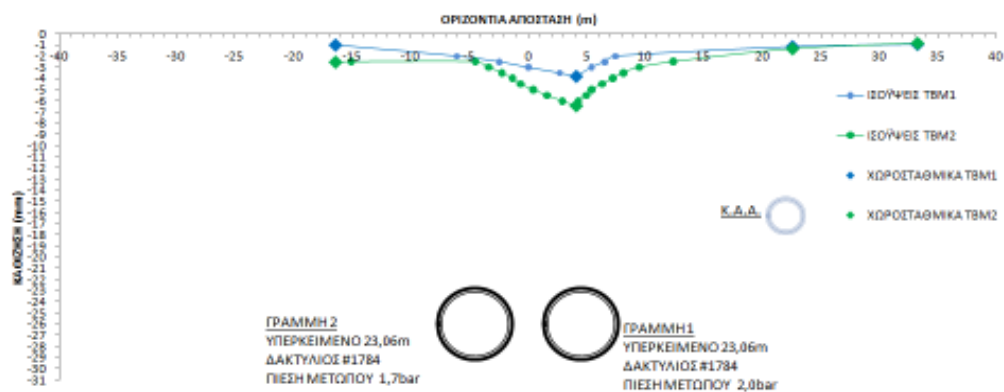 ΟΡΙΖΟΝΤΙΑ ΑΠΟΣΤΑΣΗ (m)
-40 -35 -30 -25 -20 -15 -10 -5 0 5 10 15 20 25 30 35 40
ΚΑΘΙΖΗΣΗ (mm)
0
-1
-2
-3
-4
-5
-6
-7
-8
-9
-10
-11
-12
-13
-14
-15
-16
-17
-18
-19
-20
-21
-22
-23
-24
-25
-26
-27
-28
-29
-30
-31
ΙΣΟΫΨΕΙΣ TBM1
ΙΣΟΫΨΕΙΣ TBM2
ΧΩΡΟΣΤΑΘΜΙΚΑ TBM1
ΧΩΡΟΣΤΑΘΜΙΚΑ TBM2
Κ.Α.Α.
ΓΡΑΜΜΗ 2
ΥΠΕΡΚΕΙΜΕΝΟ 23,06m
ΔΑΚΤΥΛΙΟΣ #1784
ΠΙΕΣΗ ΜΕΤΩΠΟΥ 1,7bar
ΓΡΑΜΜΗ1
ΥΠΕΡΚΕΙΜΕΝΟ 23,06m
ΔΑΚΤΥΛΙΟΣ #1784
ΠΙΕΣΗ ΜΕΤΩΠΟΥ 2,0bar